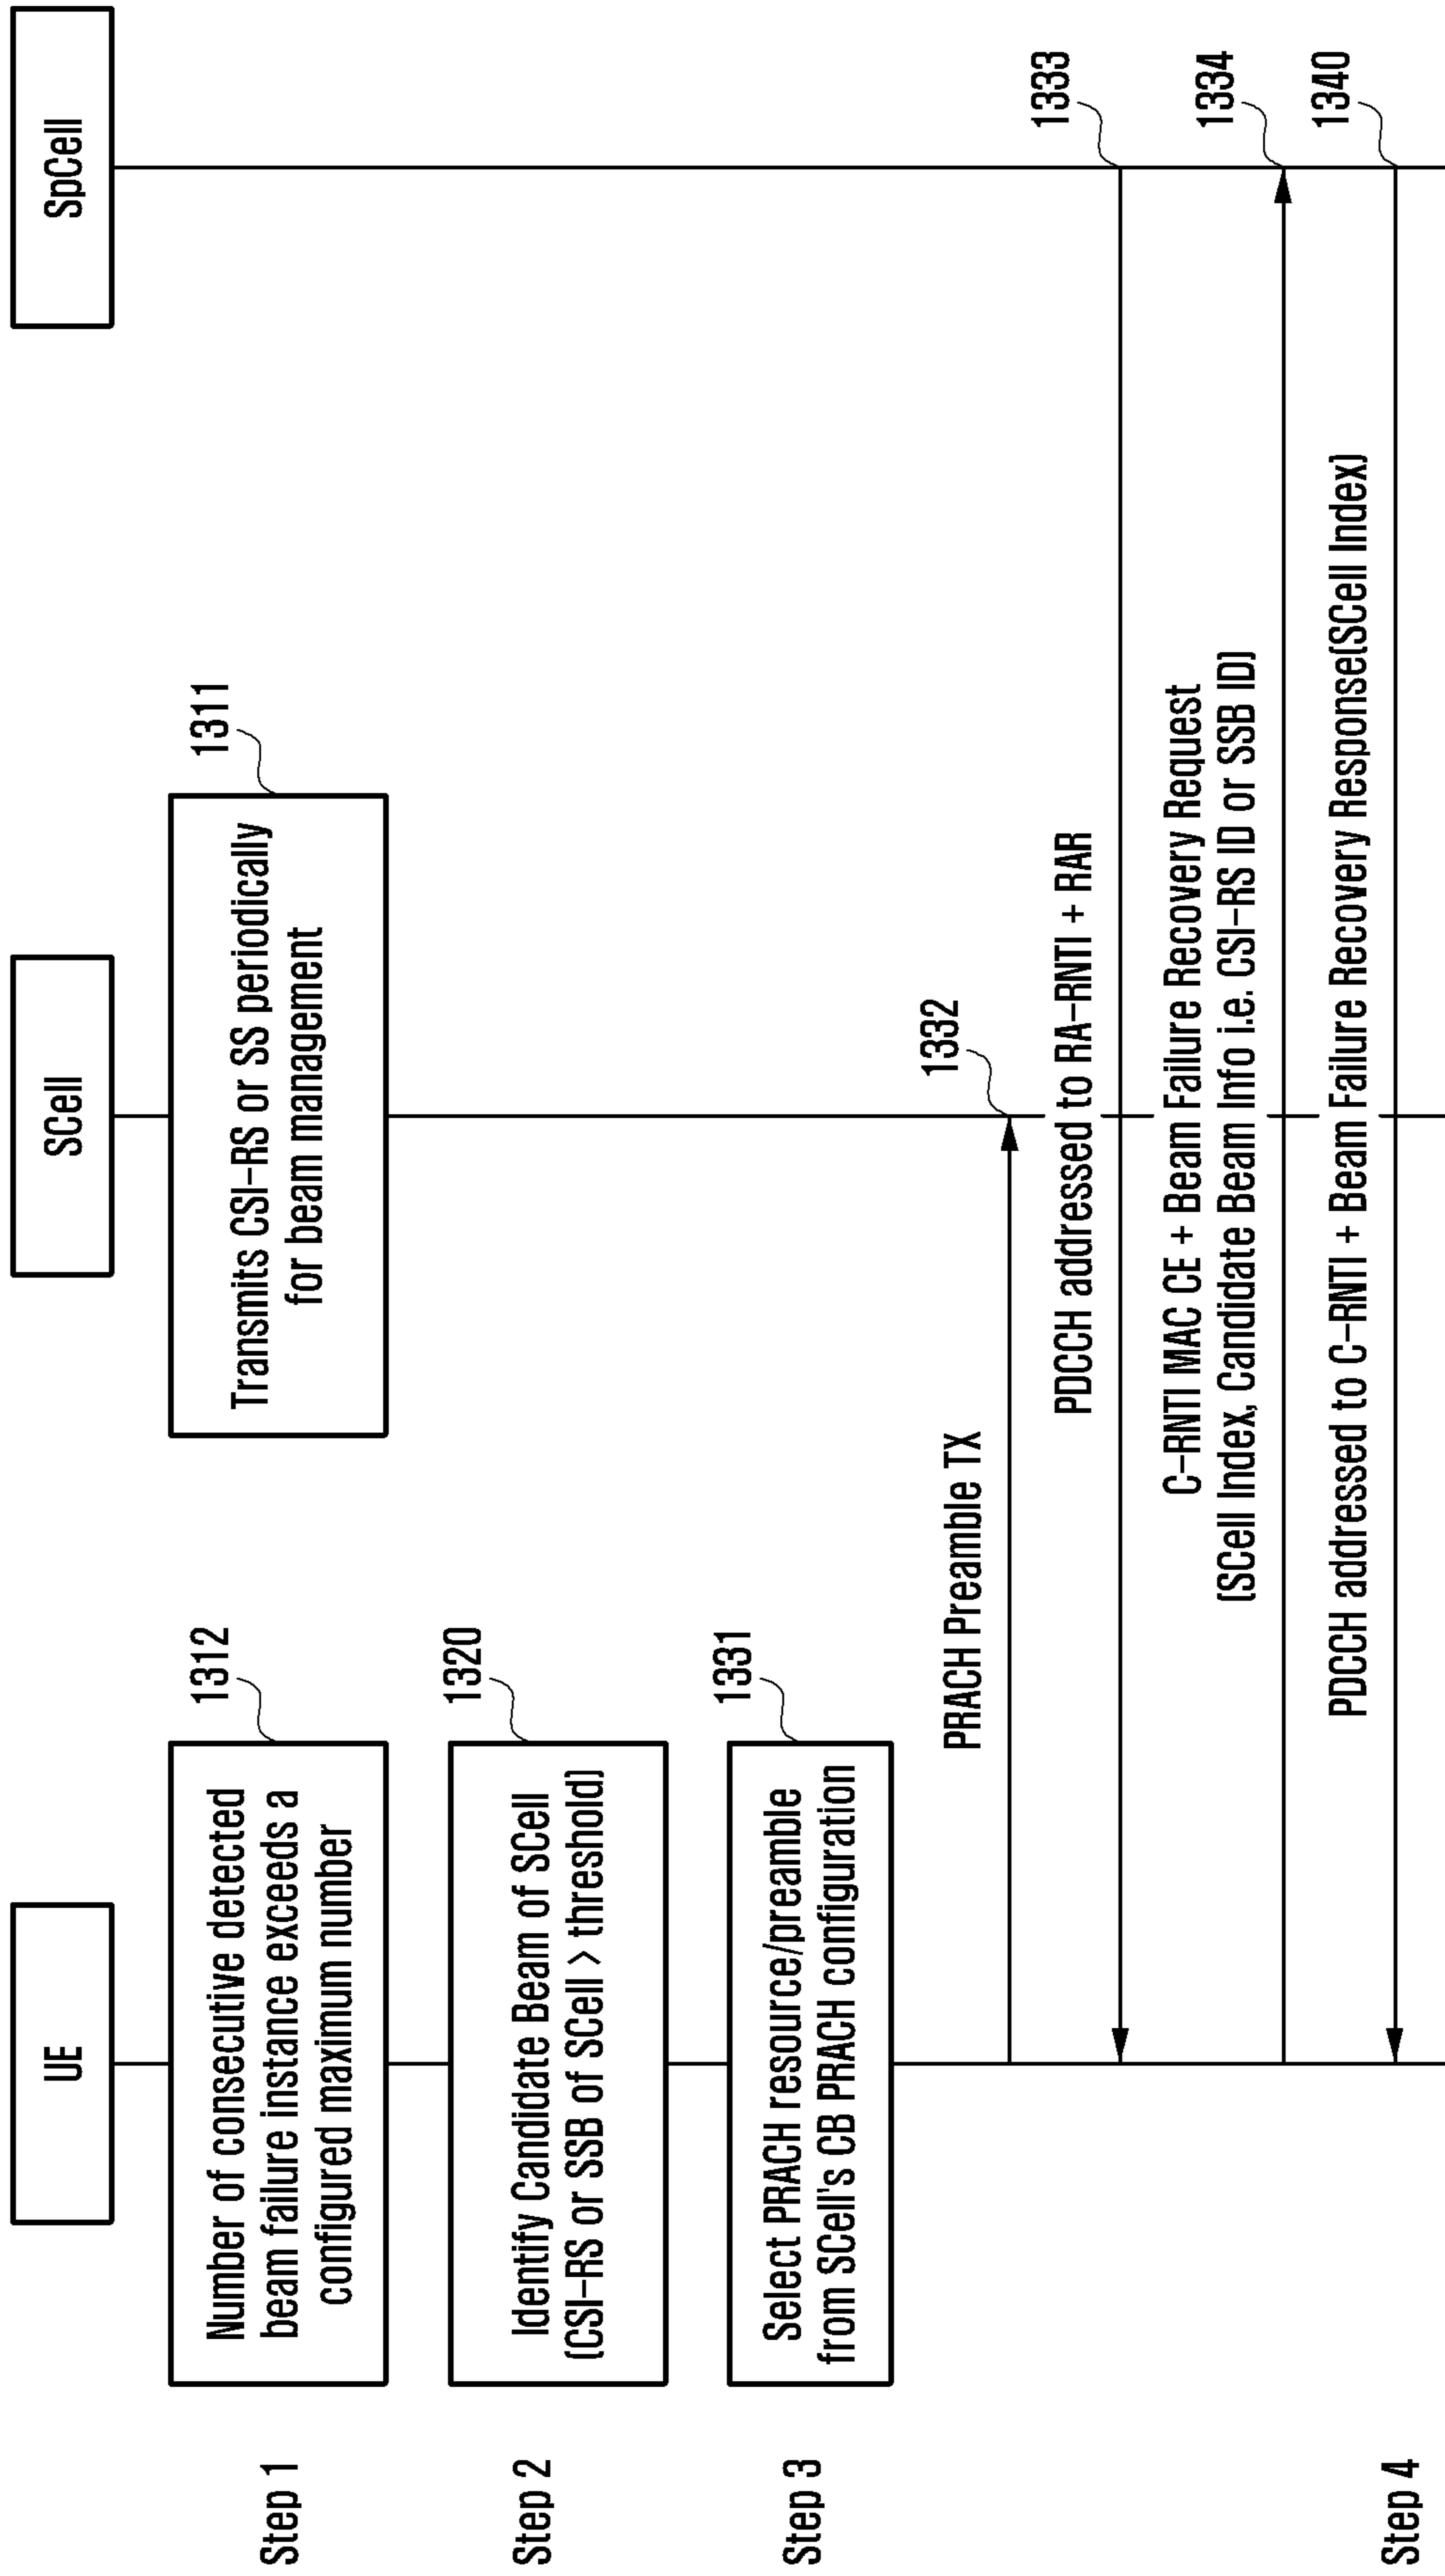 UE
SCell
SpCell
Step 1
Number of consecutive detected
beam failure instance exceeds a
configured maximum number
1312
Transmits CSI-RS or SS periodically
for beam management
1311
Step 2
Identify Candidate Beam of SCell
(CSI-RS or SSB of SCell > threshold)
1320
Step 3
Select PRACH resource/preamble
from SCell's CB PRACH configuration
1331
PRACH Preamble TX
1332
PDCCH addressed to RA-RNTI + RAR
1333
C-RNTI MAC CE + Beam Failure Recovery Request
(SCell Index, Candidate Beam Info i.e. CSI-RS ID or SSB ID)
1334
Step 4
PDCCH addressed to C-RNTI + Beam Failure Recovery Response(SCell Index)
1340